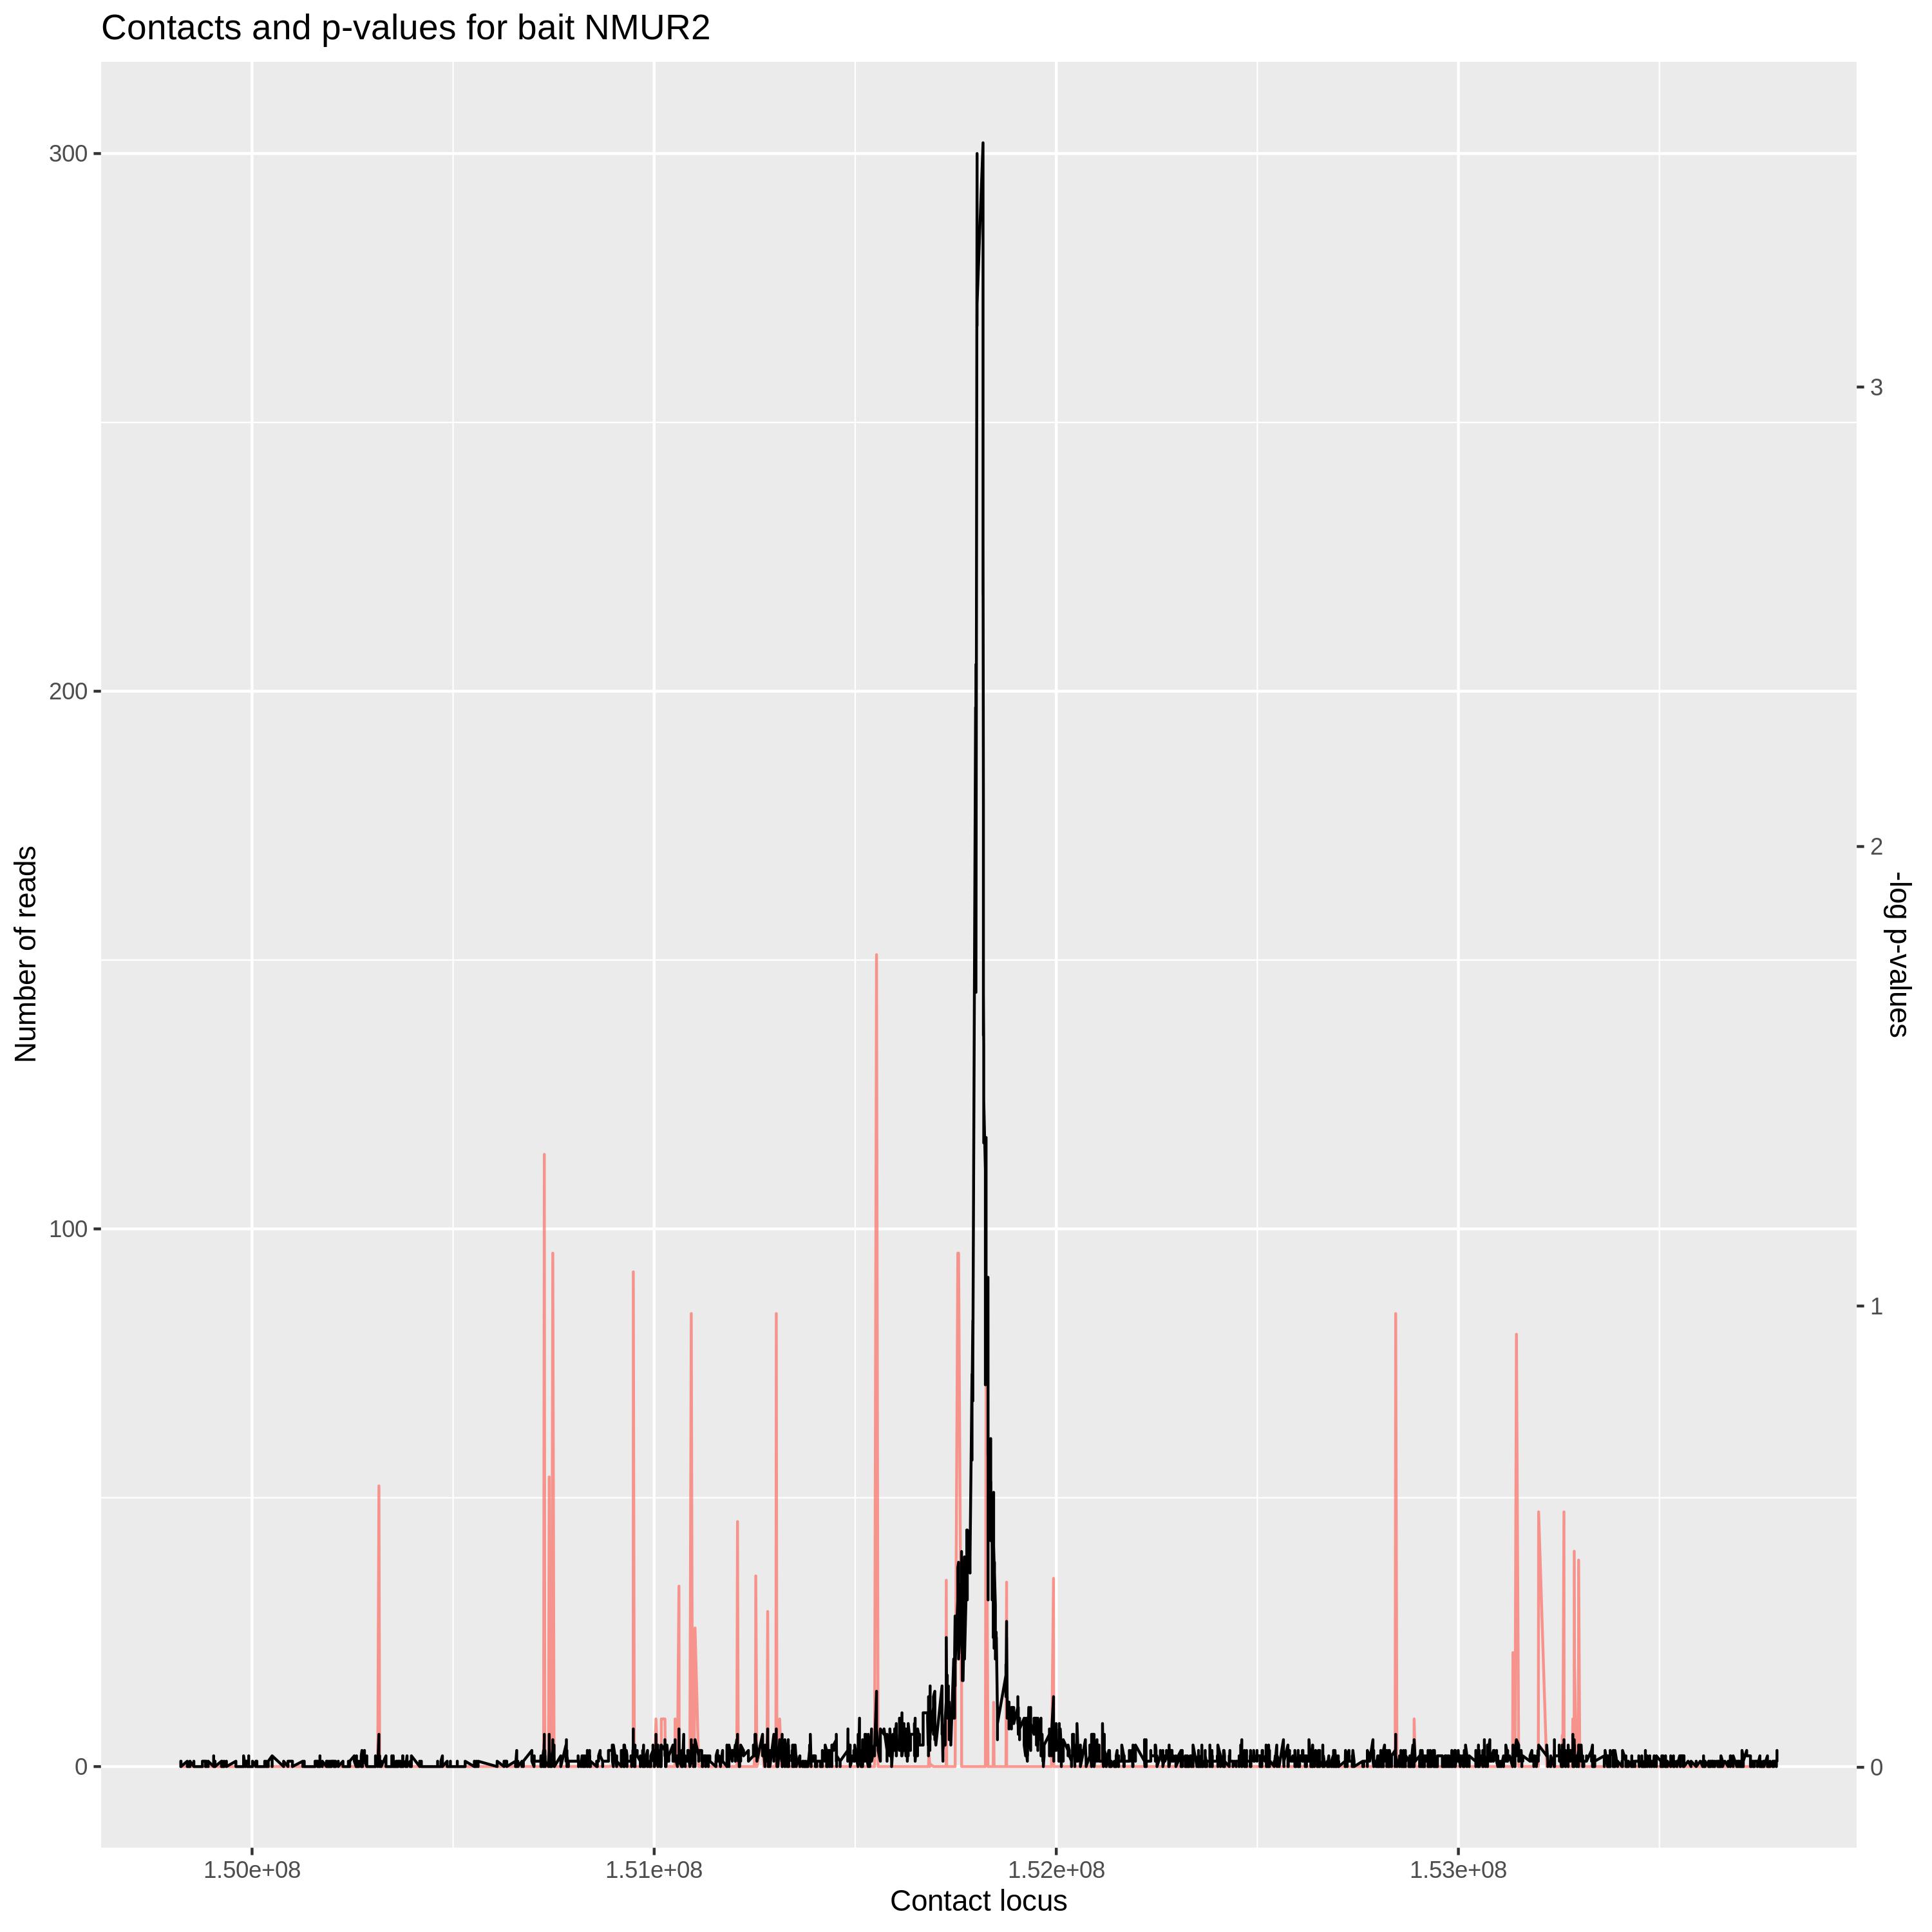 Contacts and p-values for bait NMUR2
Number of reads
300
200
100
0
3
2
1
0
-log p-values
1.50e+08
1.51e+08
1.52e+08
1.53e+08
Contact locus